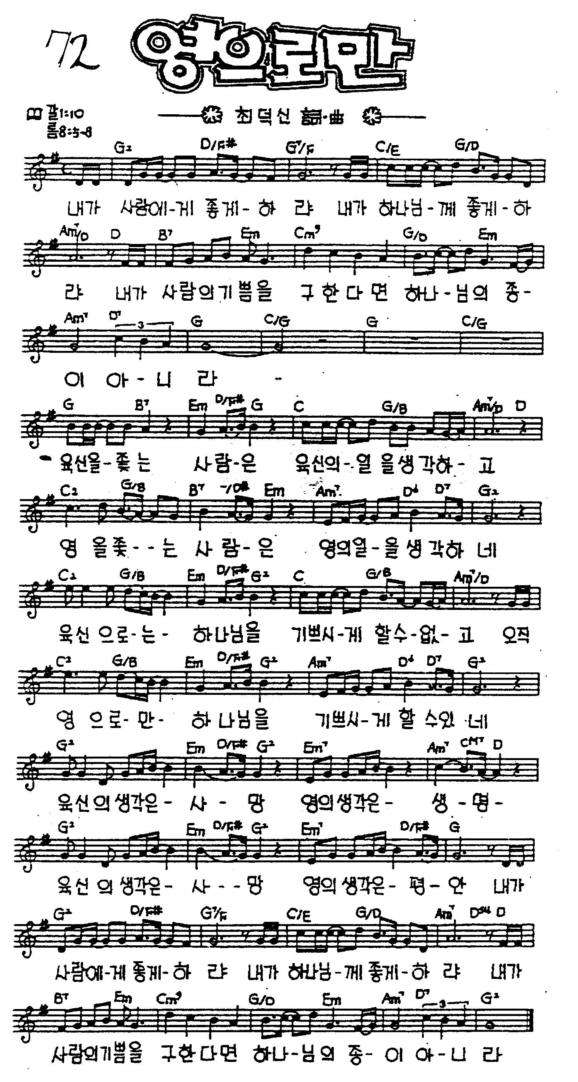 72 영으로만
갈1:10
롬8:5-8
최덕신 詞·曲
G² D/F# G⁷/F C/E G/D
내가 사람에-게 좋게-하 랴 내가 하나님-께 좋게-하
Am⁷/D D B⁷ Em Cm⁹ G/D Em
랴 내가 사람의기쁨을 구한다면 하나-님의 종-
Am⁷ D⁷ 3 G C/G G C/G
이 아-니 라 -
G B⁷ Em D/F# G C G/B Am⁷/D D
육신을-좇는 사람-은 육신의-일 을생각하-고
C² G/B B⁷ Em Am⁷ D⁶ D⁷ G²
영 을좇--는 사람-은 영의일-을생각하 네
C² G/B Em D/F# G² C G/B Am⁷/D
육신 으로-는- 하나님을 기쁘시-게 할수-없-고 오직
C² G/B Em D/F# G² Am⁷ D⁶ D⁷ G²
영 으로-만- 하나님을 기쁘시-게할 수있 네
G² Em D/F# G² Em⁷ Am⁷ CM⁷ D
육신의생각은- 사- 망 영의생각은- 생-명-
G² Em D/F# G² Em⁷ D/F# G
육신 의생각은- 사--망 영의생각은-평-안 내가
G² D/F# G⁷/F C/E G/D Am⁷ Dsus4 D
사람에-게좋게-하 랴 내가 하나님-께좋게-하 랴 내가
B⁷ Em Cm⁹ G/D Em Am⁷ D⁷ 3 G²
사람의기쁨을 구한다면 하나-님의 종- 이 아-니 라